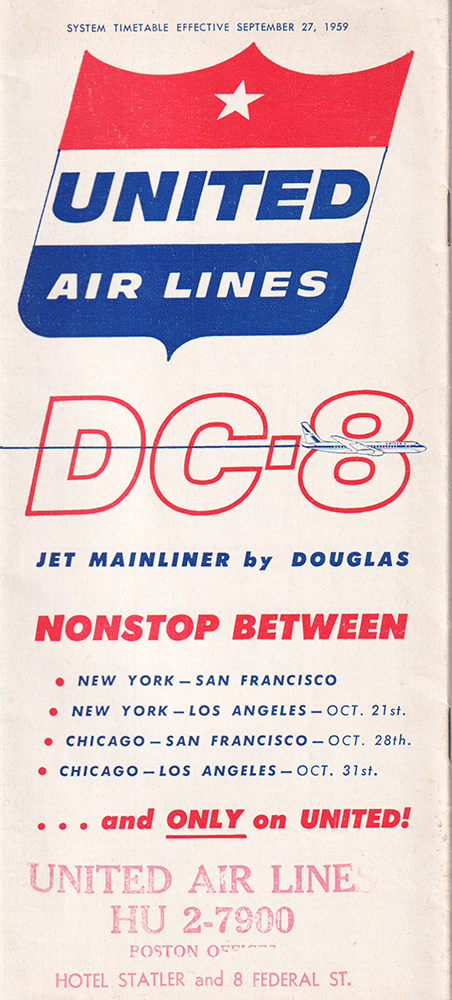 SYSTEM TIMETABLE EFFECTIVE SEPTEMBER 27, 1959
UNITED
AIR LINES
DC-8
JET MAINLINER by DOUGLAS
NONSTOP BETWEEN
• NEW YORK — SAN FRANCISCO
• NEW YORK — LOS ANGELES — OCT. 21st.
• CHICAGO — SAN FRANCISCO — OCT. 28th.
• CHICAGO — LOS ANGELES — OCT. 31st.
. . . and ONLY on UNITED!
UNITED AIR LINES
HU 2-7900
BOSTON
HOTEL STATLER and 8 FEDERAL ST.